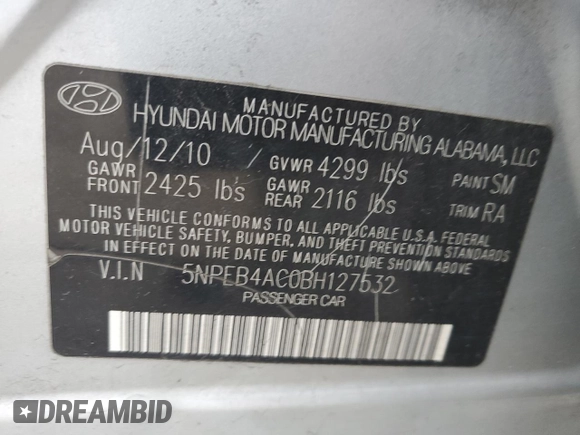 MANUFACTURED BY
HYUNDAI MOTOR MANUFACTURING ALABAMA, LLC
Aug/12/10 / GVWR 4299 lbs PAINT SM
GAWR FRONT 2425 lbs GAWR REAR 2116 lbs TRIM RA
THIS VEHICLE CONFORMS TO ALL APPLICABLE U.S.A. FEDERAL
MOTOR VEHICLE SAFETY, BUMPER, AND THEFT PREVENTION STANDARDS
IN EFFECT ON THE DATE OF MANUFACTURE SHOWN ABOVE.
V.I.N 5NPEB4AC0BH127532
PASSENGER CAR
DREAMBID